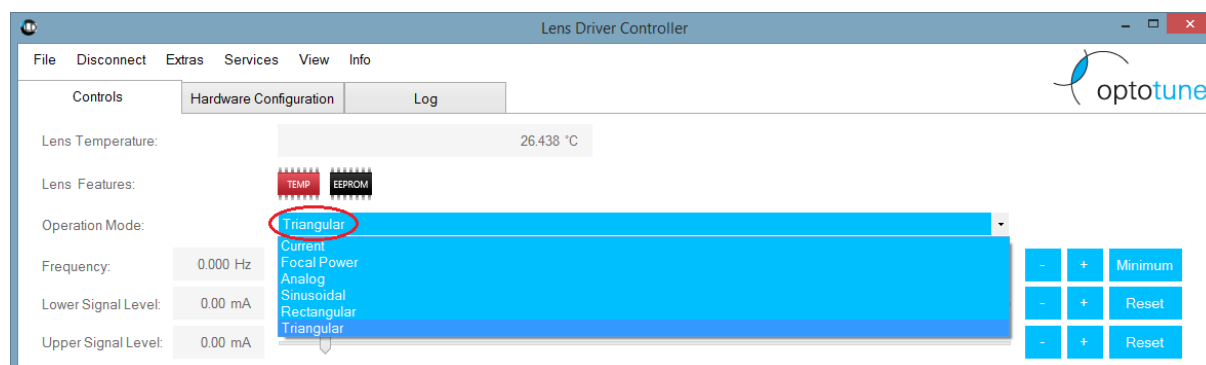 Lens Driver Controller
File Disconnect Extras Services View Info
optotune
Controls Hardware Configuration Log
Lens Temperature: 26.438 °C
Lens Features: TEMP EEPROM
Operation Mode: Triangular
Current
Frequency: 0.000 Hz Focal Power - + Minimum
Analog
Sinusoidal
Lower Signal Level: 0.00 mA - + Reset
Rectangular
Triangular
Upper Signal Level: 0.00 mA - + Reset